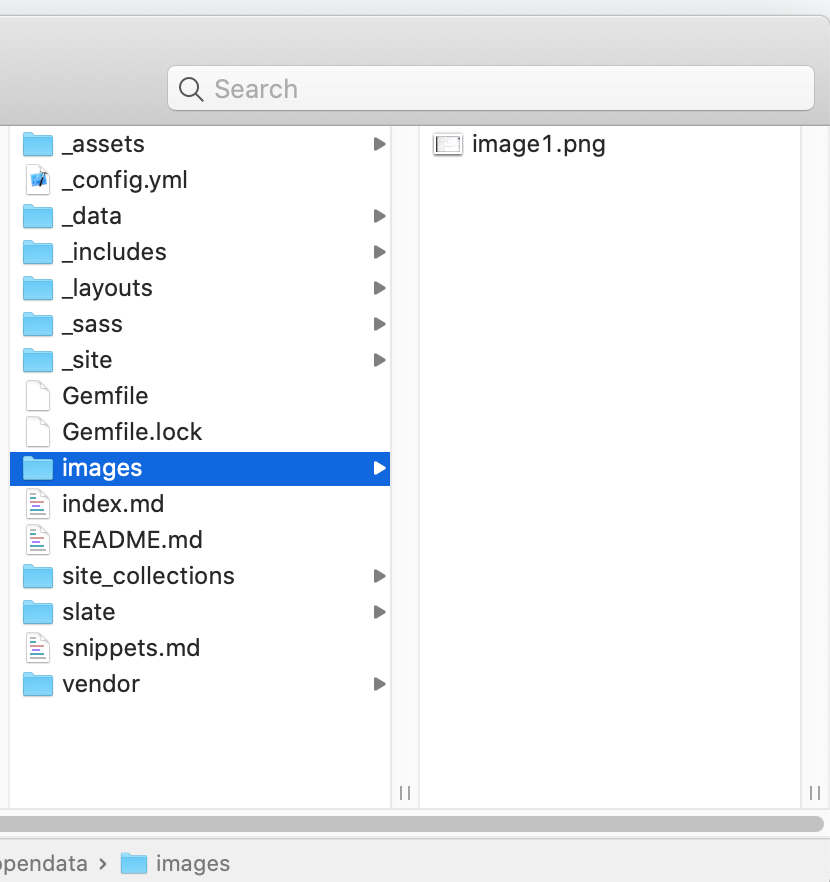 Search
_assets
_config.yml
_data
_includes
_layouts
_sass
_site
Gemfile
Gemfile.lock
images
index.md
README.md
site_collections
slate
snippets.md
vendor
image1.png
opendata › images